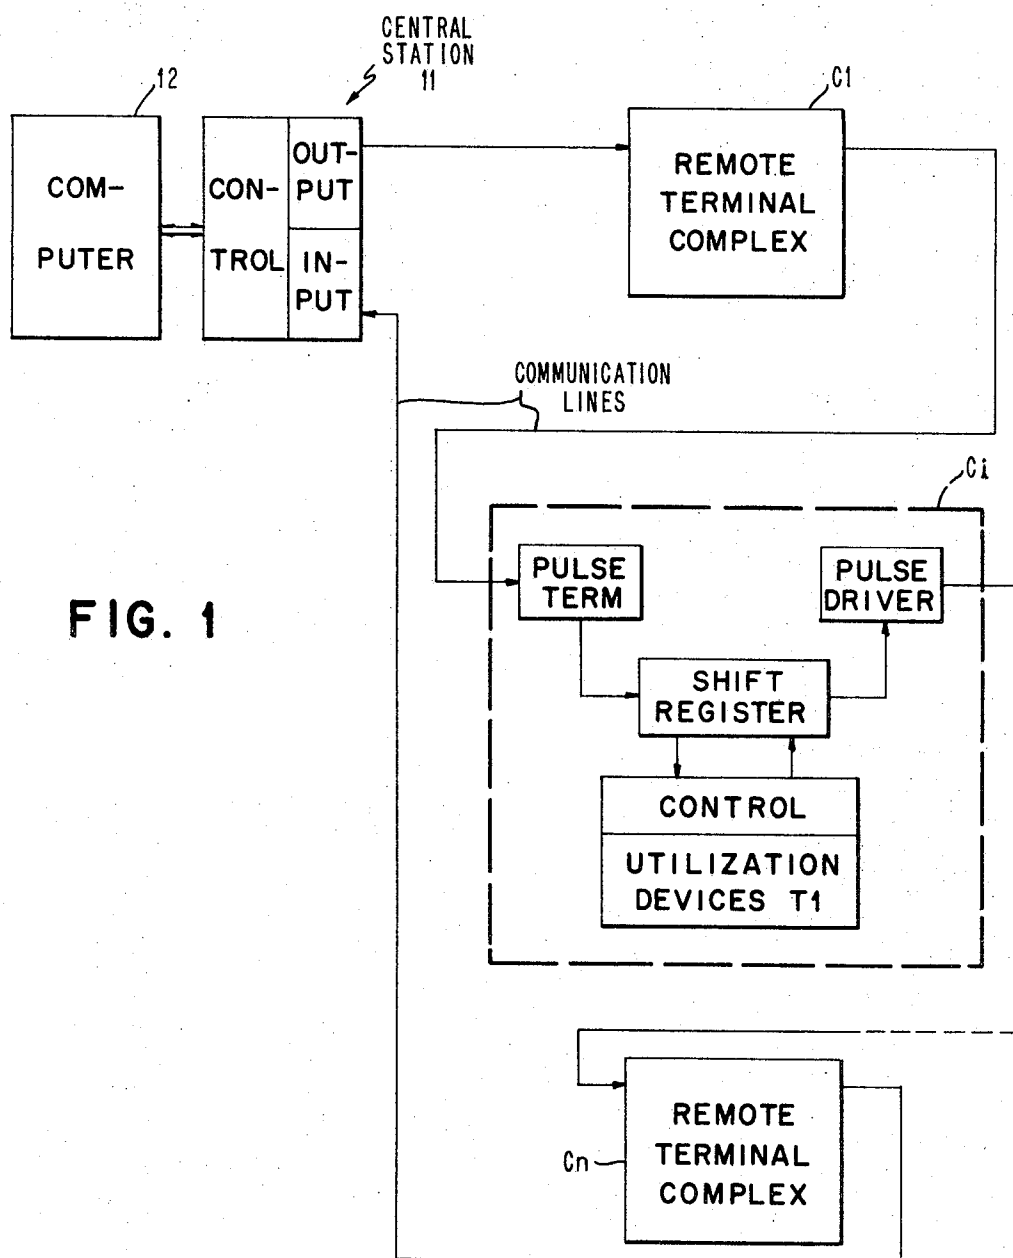 CENTRAL
STATION
11
12
C1
COM-
PUTER
CON-
TROL
OUT-
PUT
IN-
PUT
REMOTE
TERMINAL
COMPLEX
COMMUNICATION
LINES
Ci
PULSE
TERM
PULSE
DRIVER
FIG. 1
SHIFT
REGISTER
CONTROL
UTILIZATION
DEVICES T1
Cn
REMOTE
TERMINAL
COMPLEX